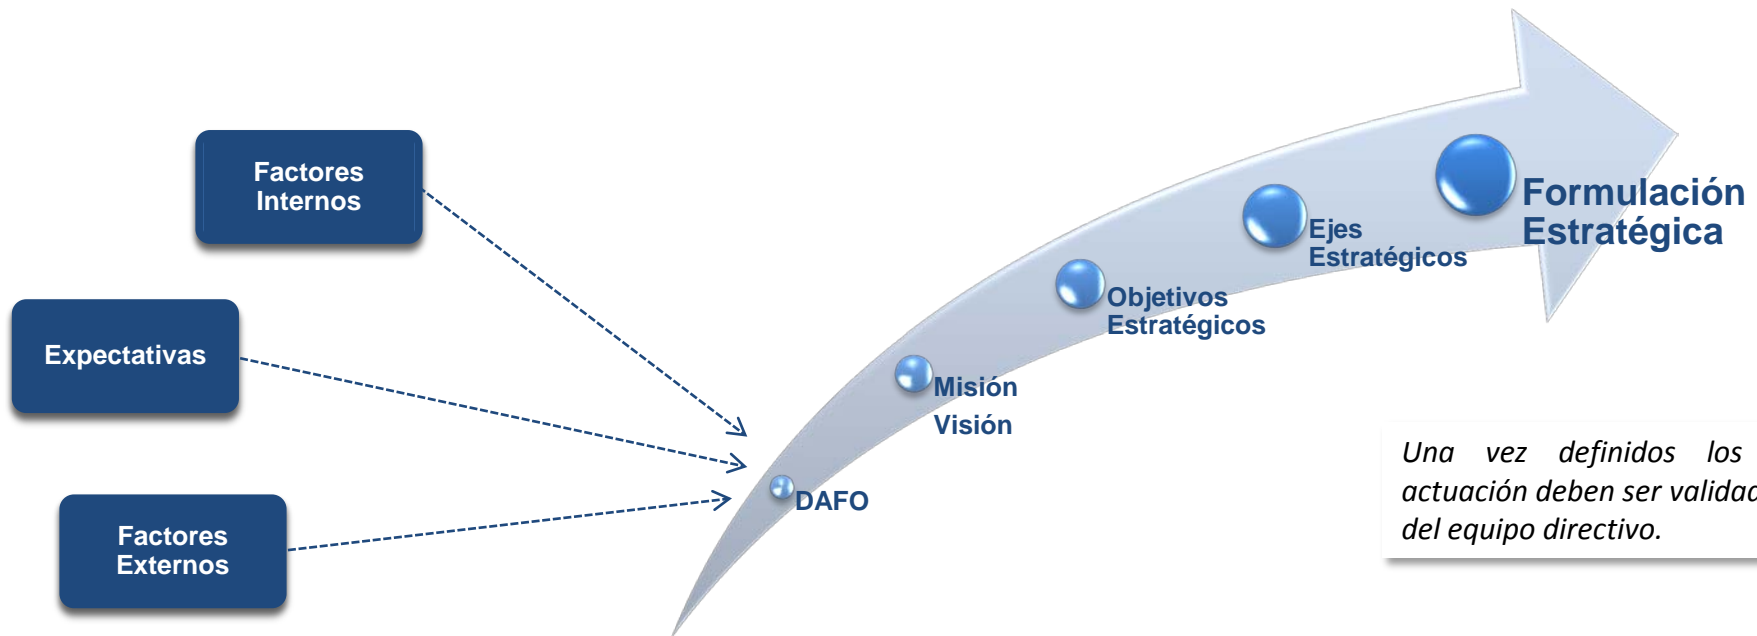 Factores
Internos
Expectativas
Factores
Externos
DAFO
Misión
Visión
Objetivos
Estratégicos
Ejes
Estratégicos
Formulación
Estratégica
Una vez definidos los
actuación deben ser
del equipo directivo.